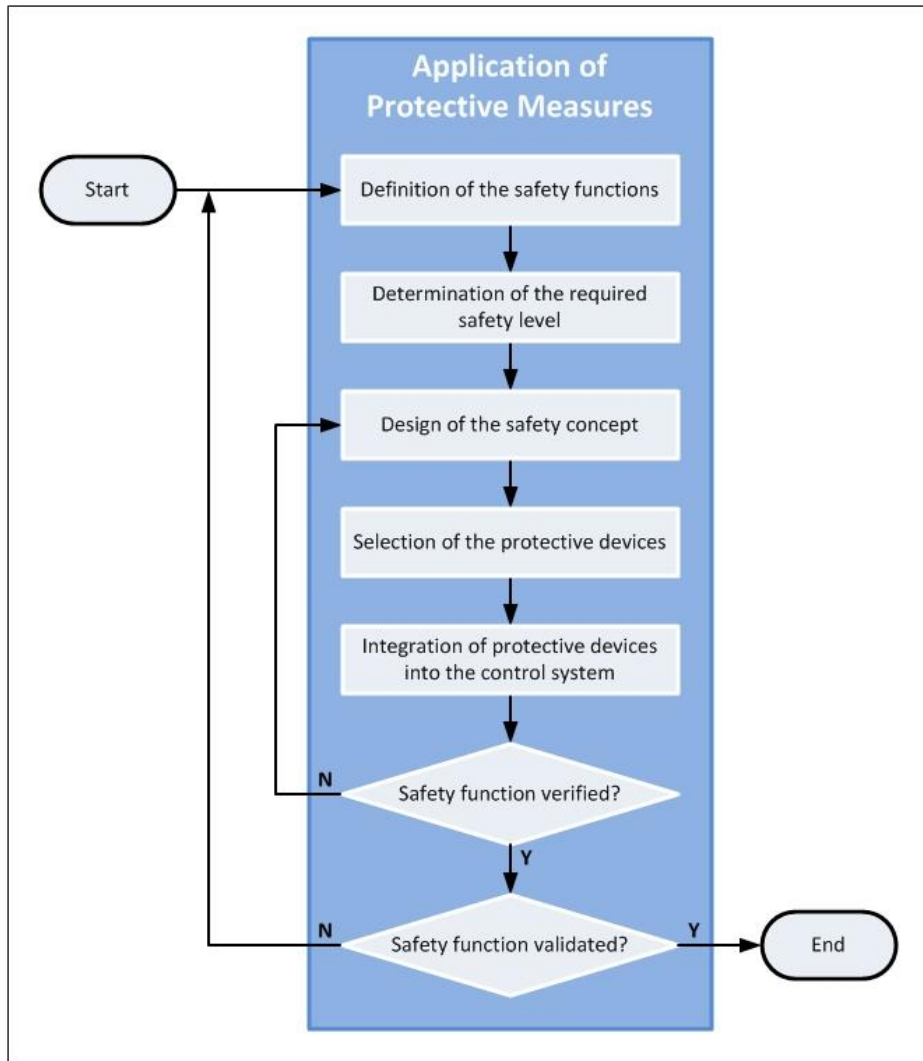 Application of
Protective Measures
Start
Definition of the safety functions
Determination of the required
safety level
Design of the safety concept
Selection of the protective devices
Integration of protective devices
into the control system
N
Safety function verified?
Y
N
Safety function validated?
Y
End